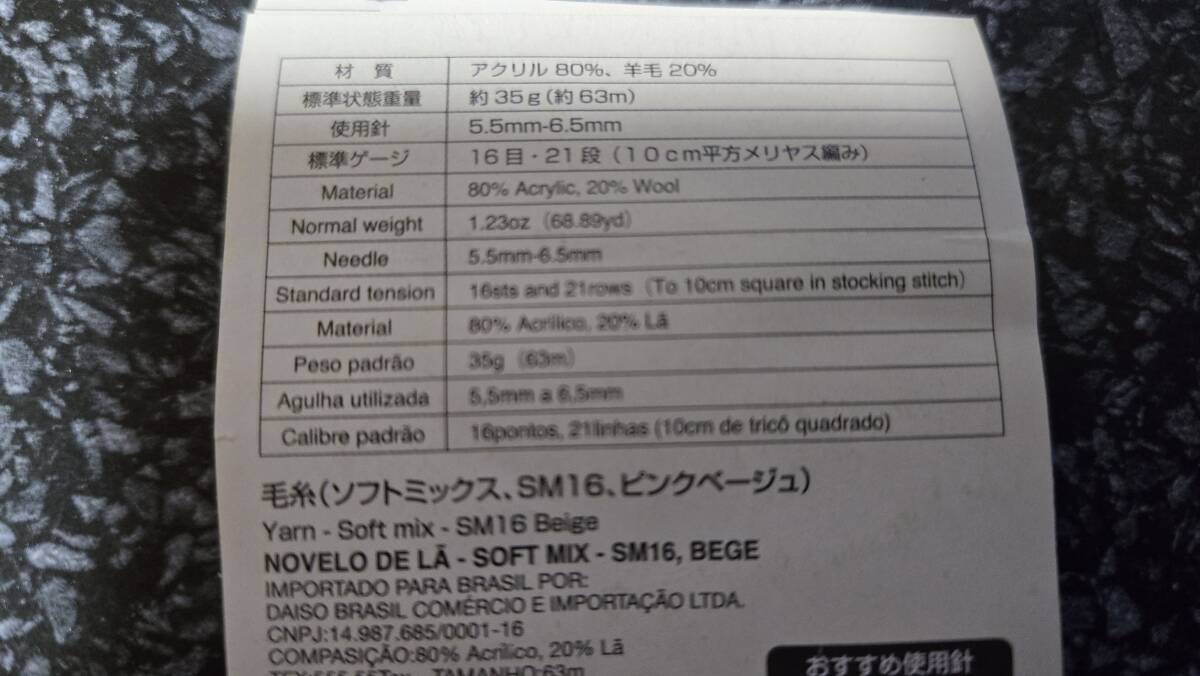 材 質 アクリル 80%、羊毛 20%
標準状態重量 約 35g (約 63m)
使用針 5.5mm-6.5mm
標準ゲージ 16目・21段 (10cm平方メリヤス編み)
Material 80% Acrylic, 20% Wool
Normal weight 1.23oz (68.89yd)
Needle 5.5mm-6.5mm
Standard tension 16sts and 21rows (To 10cm square in stocking stitch)
Material 80% Acrílico, 20% Lã
Peso padrão 35g (63m)
Agulha utilizada 5,5mm a 6,5mm
Calibre padrão 16pontos, 21linhas (10cm de tricô quadrado)
毛糸(ソフトミックス、SM16、ピンクベージュ)
Yarn - Soft mix - SM16 Beige
NOVELO DE LÃ - SOFT MIX - SM16, BEGE
IMPORTADO PARA BRASIL POR:
DAISO BRASIL COMÉRCIO E IMPORTAÇÃO LTDA.
CNPJ:14.987.685/0001-16
COMPASIÇÃO:80% Acrílico, 20% Lã
TAMANHO:63m
おすすめ使用針